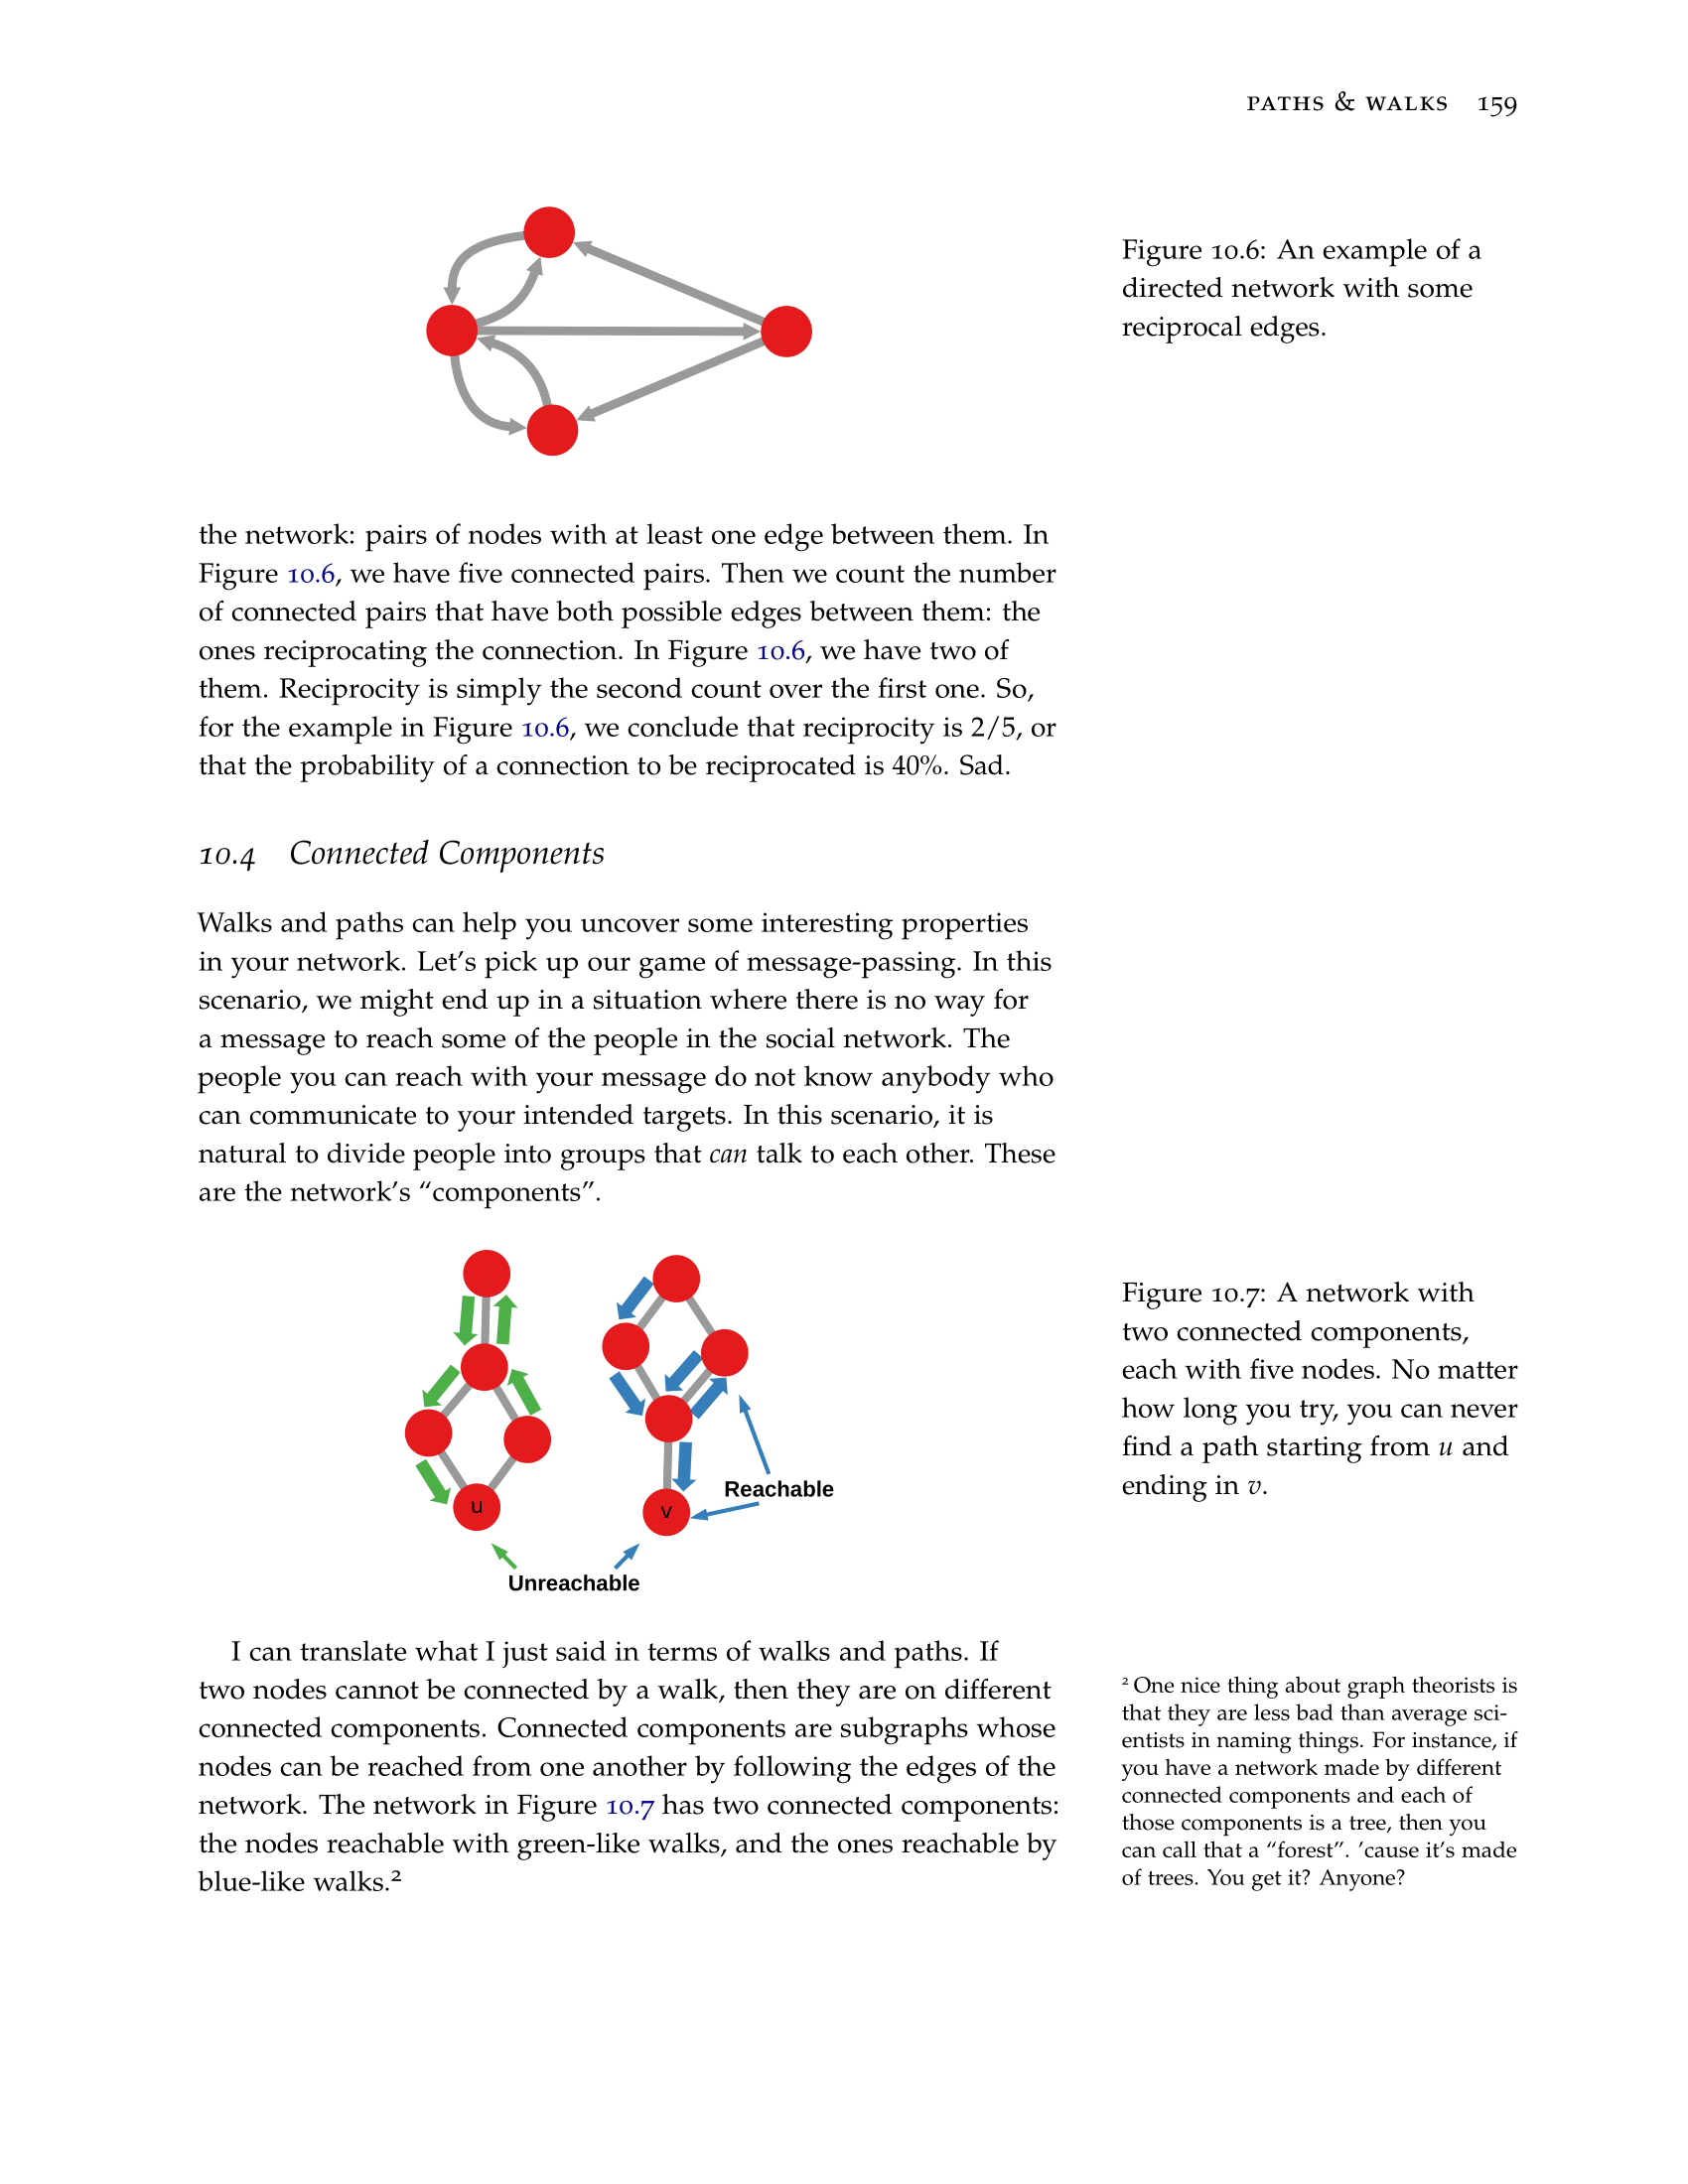 PATHS & WALKS 159
Figure 10.6: An example of a
directed network with some
reciprocal edges.
the network: pairs of nodes with at least one edge between them. In
Figure 10.6, we have five connected pairs. Then we count the number
of connected pairs that have both possible edges between them: the
ones reciprocating the connection. In Figure 10.6, we have two of
them. Reciprocity is simply the second count over the first one. So,
for the example in Figure 10.6, we conclude that reciprocity is 2/5, or
that the probability of a connection to be reciprocated is 40%. Sad.
10.4 Connected Components
Walks and paths can help you uncover some interesting properties
in your network. Let's pick up our game of message-passing. In this
scenario, we might end up in a situation where there is no way for
a message to reach some of the people in the social network. The
people you can reach with your message do not know anybody who
can communicate to your intended targets. In this scenario, it is
natural to divide people into groups that can talk to each other. These
are the network's “components”.
Reachable
u
v
Unreachable
Figure 10.7: A network with
two connected components,
each with five nodes. No matter
how long you try, you can never
find a path starting from u and
ending in v.
I can translate what I just said in terms of walks and paths. If
two nodes cannot be connected by a walk, then they are on different
connected components. Connected components are subgraphs whose
nodes can be reached from one another by following the edges of the
network. The network in Figure 10.7 has two connected components:
the nodes reachable with green-like walks, and the ones reachable by
blue-like walks.²
² One nice thing about graph theorists is
that they are less bad than average sci-
entists in naming things. For instance, if
you have a network made by different
connected components and each of
those components is a tree, then you
can call that a “forest”. ’cause it’s made
of trees. You get it? Anyone?